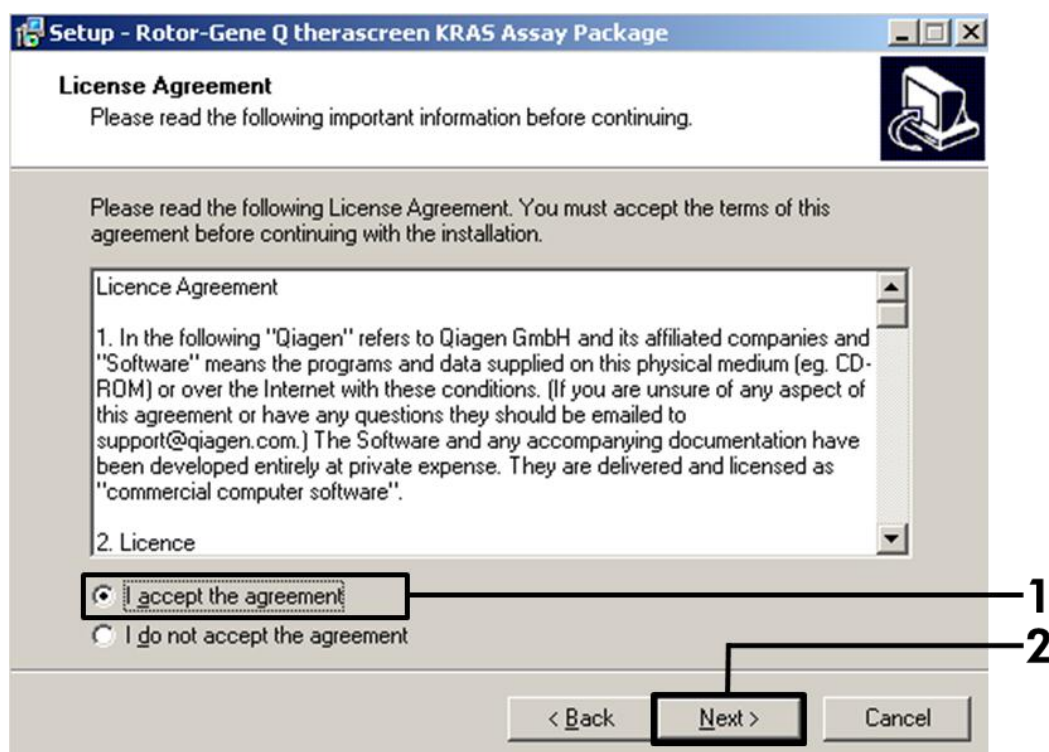 Setup - Rotor-Gene Q therascreen KRAS Assay Package
License Agreement
Please read the following important information before continuing.
Please read the following License Agreement. You must accept the terms of this
agreement before continuing with the installation.
Licence Agreement
1. In the following "Qiagen" refers to Qiagen GmbH and its affiliated companies and
"Software" means the programs and data supplied on this physical medium (eg. CD-
ROM) or over the Internet with these conditions. (If you are unsure of any aspect of
this agreement or have any questions they should be emailed to
support@qiagen.com.) The Software and any accompanying documentation have
been developed entirely at private expense. They are delivered and licensed as
"commercial computer software".
2. Licence
I accept the agreement
1
I do not accept the agreement
2
< Back
Next >
Cancel